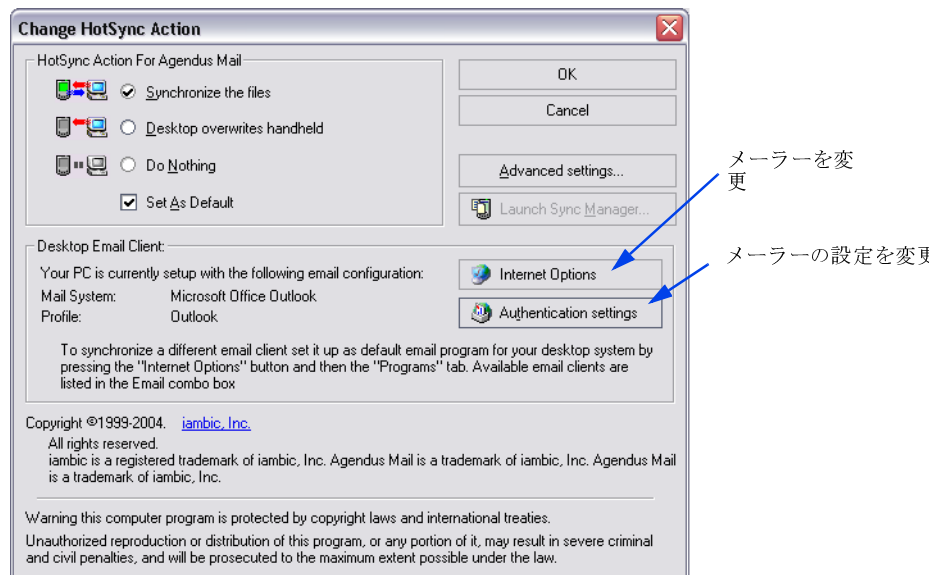 Change HotSync Action
HotSync Action For Agendus Mail
Synchronize the files
Desktop overwrites handheld
Do Nothing
Set As Default
OK
Cancel
Advanced settings...
Launch Sync Manager...
メーラーを変
更
Desktop Email Client:
Your PC is currently setup with the following email configuration:
Mail System: Microsoft Office Outlook
Profile: Outlook
Internet Options
Authentication settings
メーラーの設定を変更
To synchronize a different email client set it up as default email program for your desktop system by
pressing the "Internet Options" button and then the "Programs" tab. Available email clients are
listed in the Email combo box
Copyright ©1999-2004. iambic, Inc.
All rights reserved.
iambic is a registered trademark of iambic, Inc. Agendus Mail is a trademark of iambic, Inc. Agendus Mail
is a trademark of iambic, Inc.
Warning this computer program is protected by copyright laws and international treaties.
Unauthorized reproduction or distribution of this program, or any portion of it, may result in severe criminal
and civil penalties, and will be prosecuted to the maximum extent possible under the law.